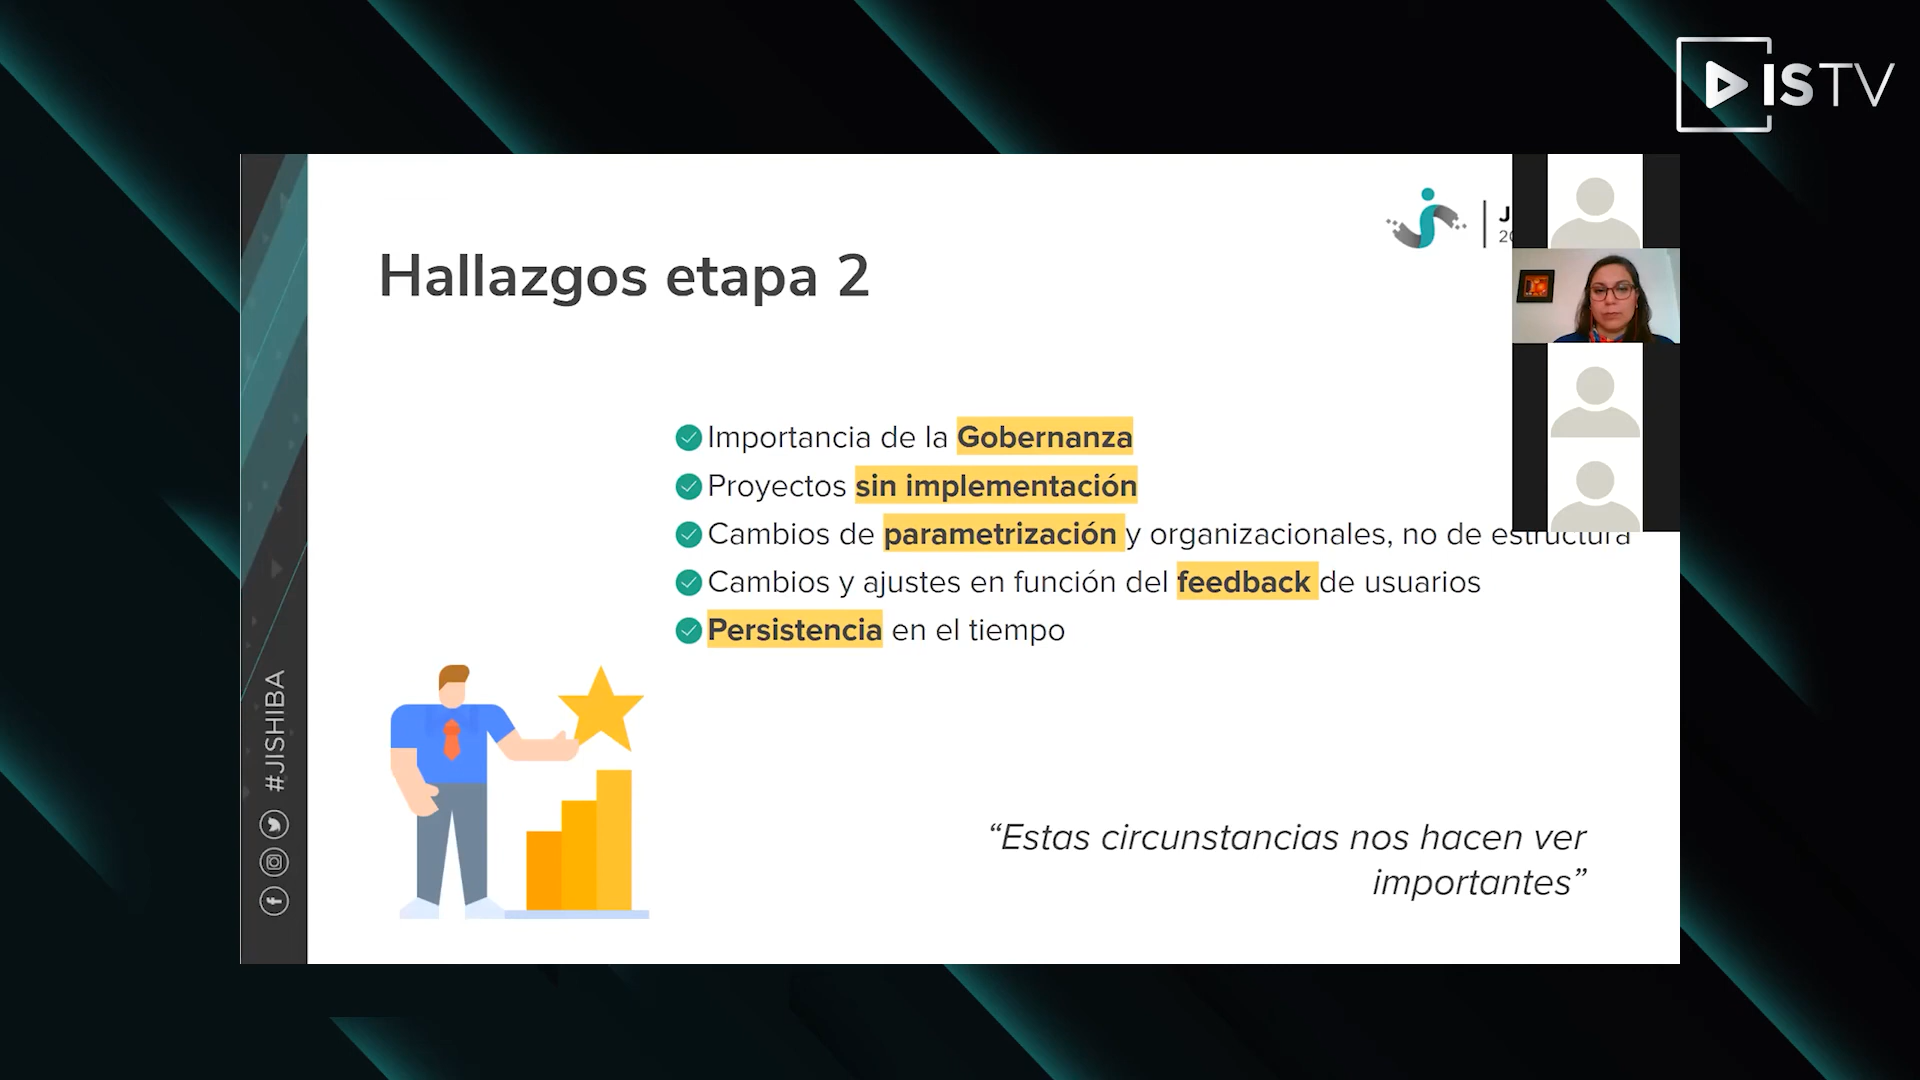 ISTV
Hallazgos etapa 2
Importancia de la Gobernanza
Proyectos sin implementación
Cambios de parametrización y organizacionales, no de estructura
Cambios y ajustes en función del feedback de usuarios
Persistencia en el tiempo
“Estas circunstancias nos hacen ver
importantes”
#JISHIBA